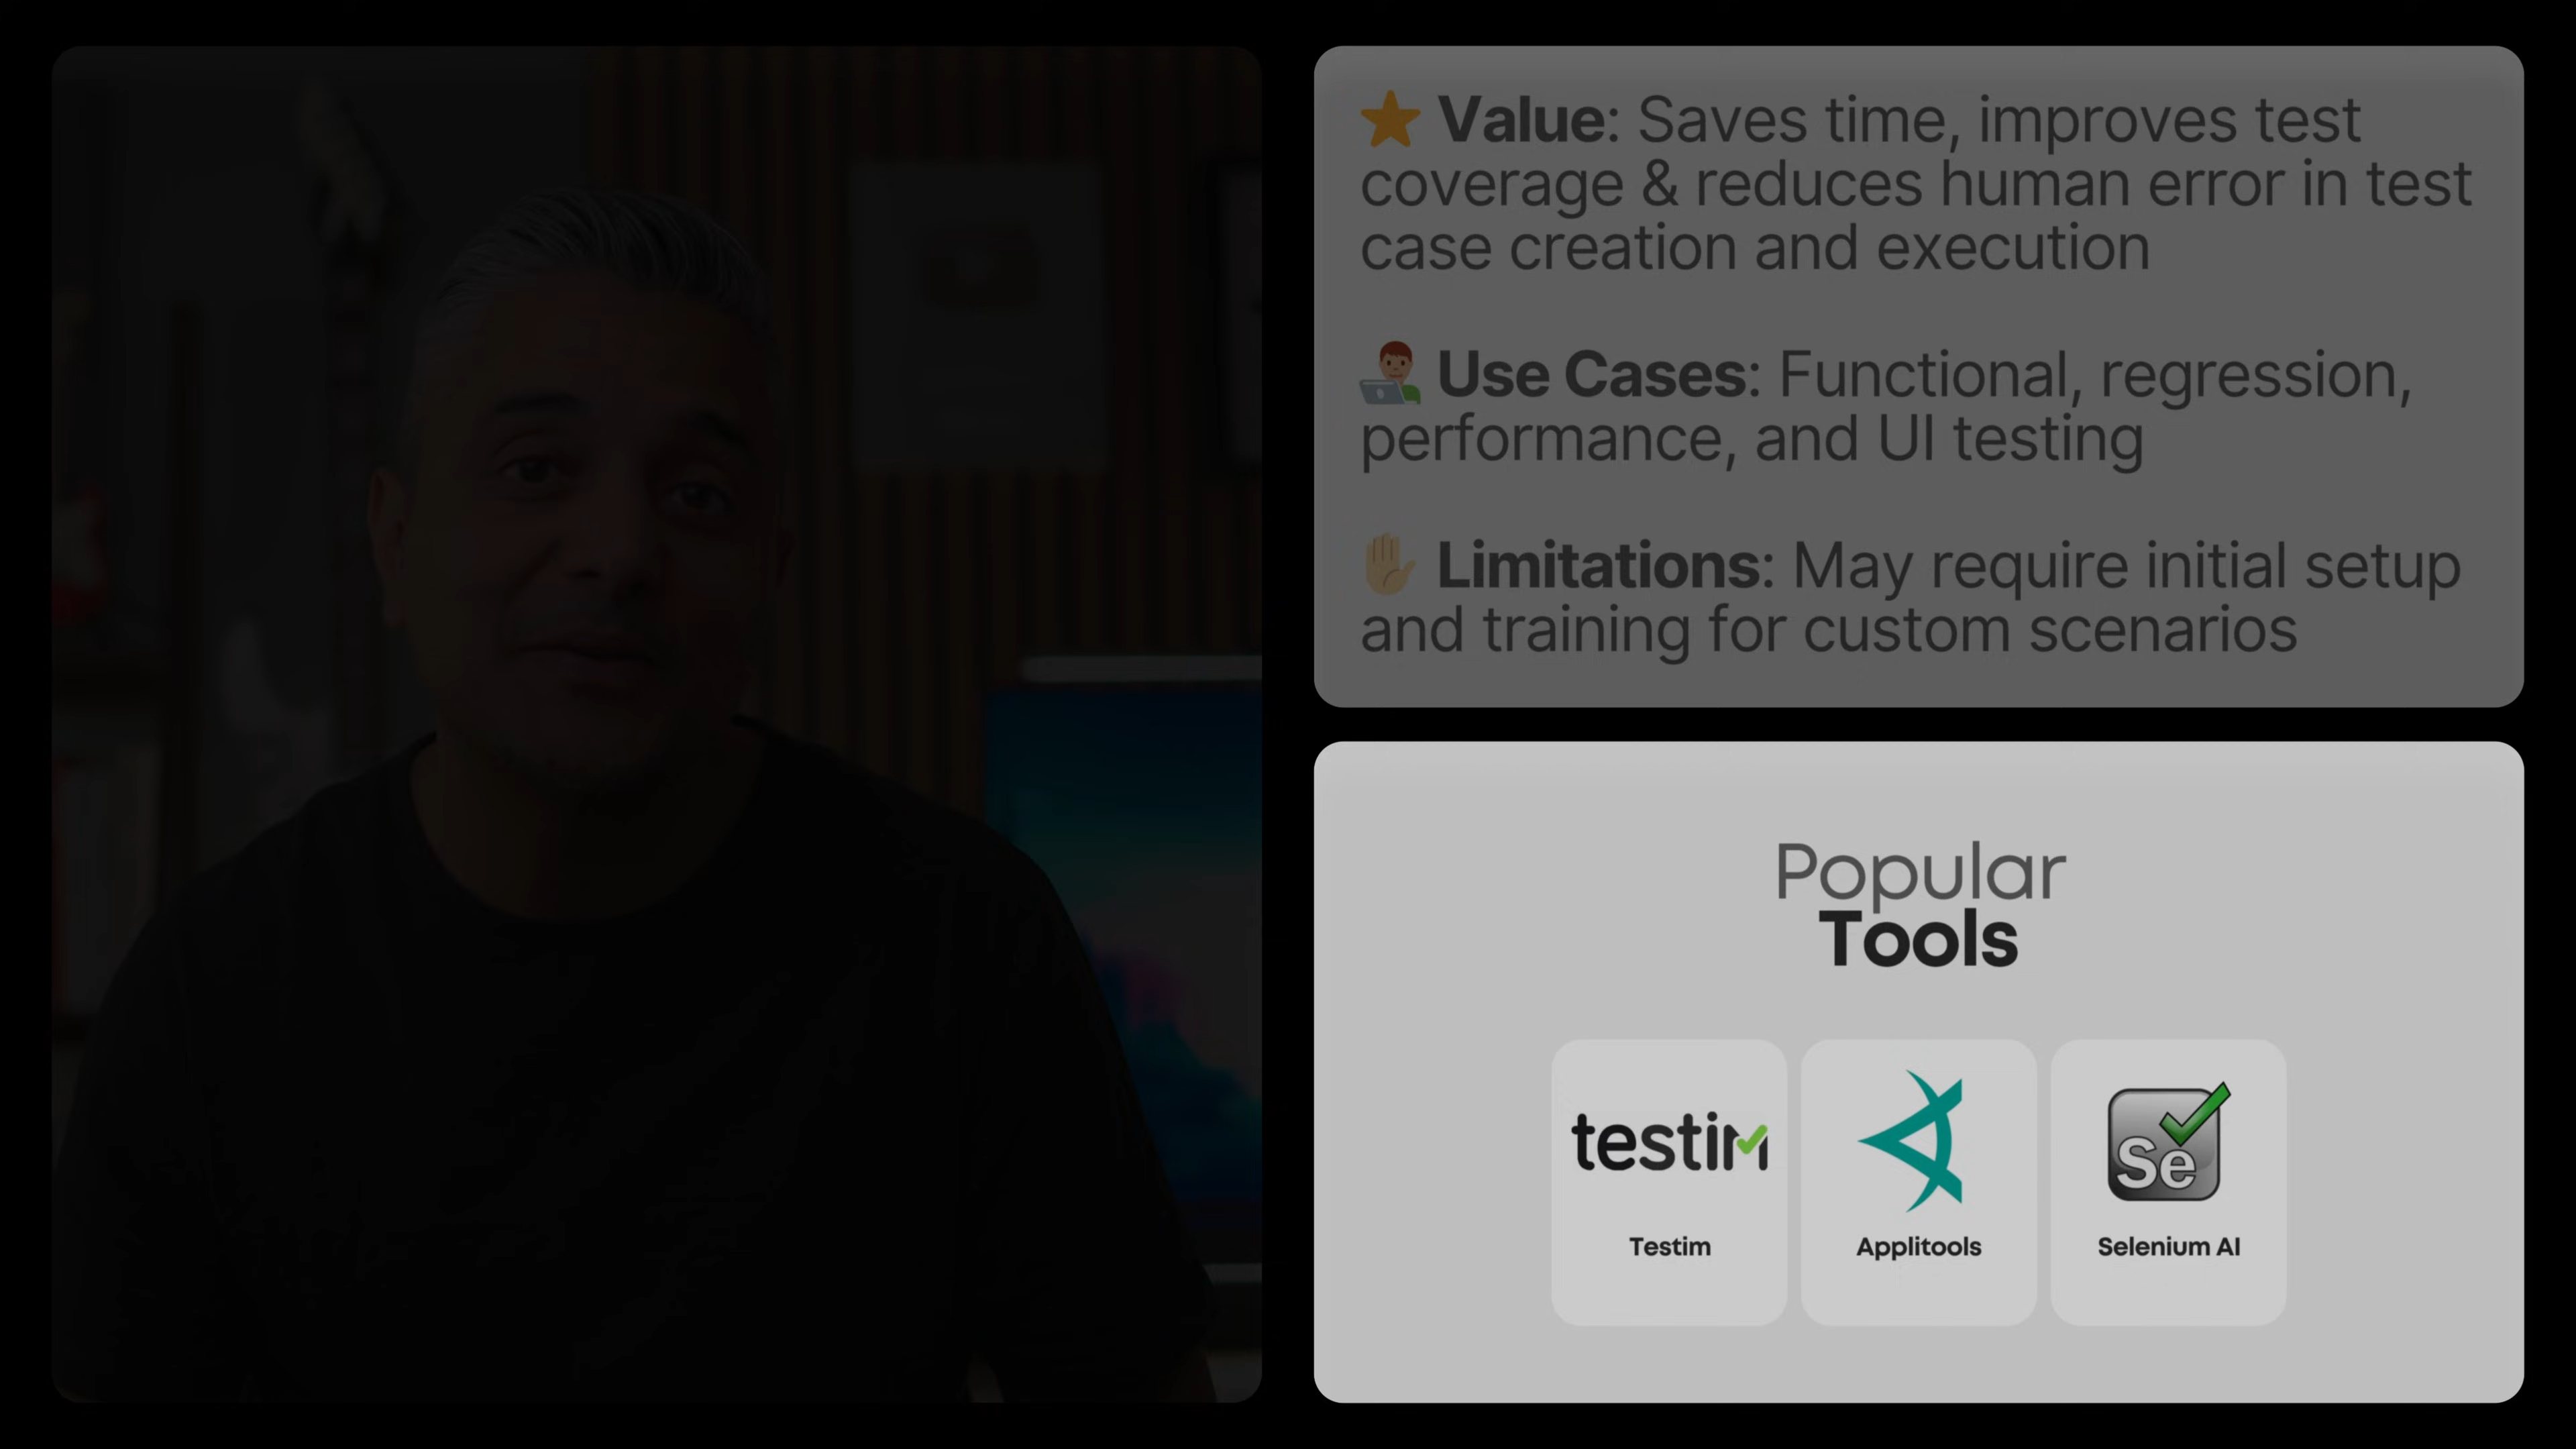 ⭐ Value: Saves time, improves test
coverage & reduces human error in test
case creation and execution
👨🏻‍💻 Use Cases: Functional, regression,
performance, and UI testing
✋🏼 Limitations: May require initial setup
and training for custom scenarios
Popular
Tools
testim
Se
Testim
Applitools
Selenium AI